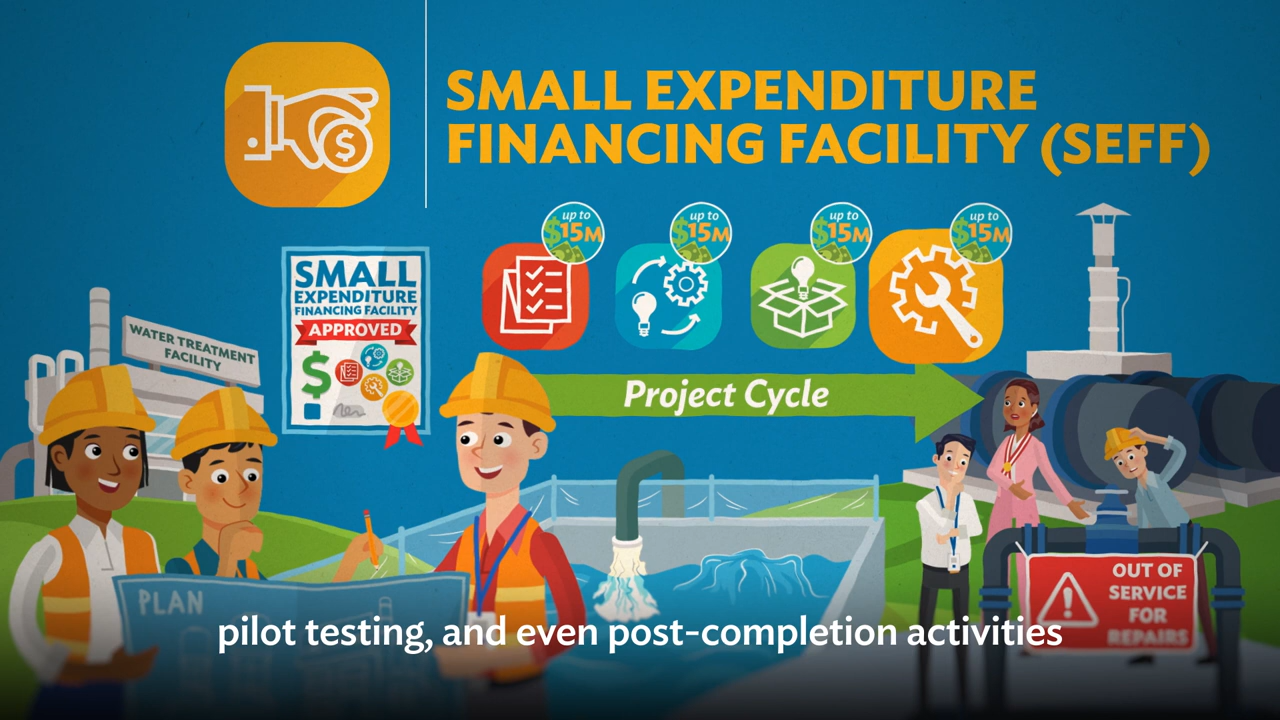 SMALL EXPENDITURE
FINANCING FACILITY (SEFF)
up to
$15M
up to
$15M
up to
$15M
up to
$15M
SMALL
EXPENDITURE
FINANCING FACILITY
APPROVED
$
WATER TREATMENT
FACILITY
Project Cycle
PLAN
OUT OF
SERVICE
FOR
REPAIRS
pilot testing, and even post-completion activities